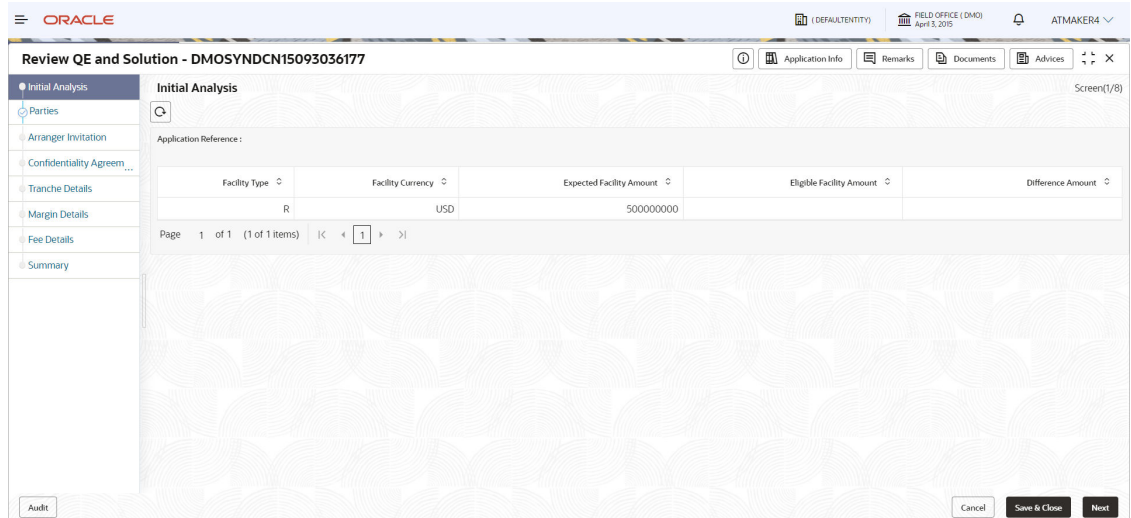 ORACLE
( DEFAULTENTITY)
FIELD OFFICE ( DMO)
April 3, 2015
ATMAKER4
Review QE and Solution - DMOSYNDCN15093036177
Application Info
Remarks
Documents
Advices
Initial Analysis
Parties
Arranger Invitation
Confidentiality Agreem...
Tranche Details
Margin Details
Fee Details
Summary
Initial Analysis
Screen(1/8)
Application Reference :
Facility Type Facility Currency Expected Facility Amount Eligible Facility Amount Difference Amount
R USD 500000000
Page 1 of 1 (1 of 1 items) 1
Audit
Cancel
Save & Close
Next